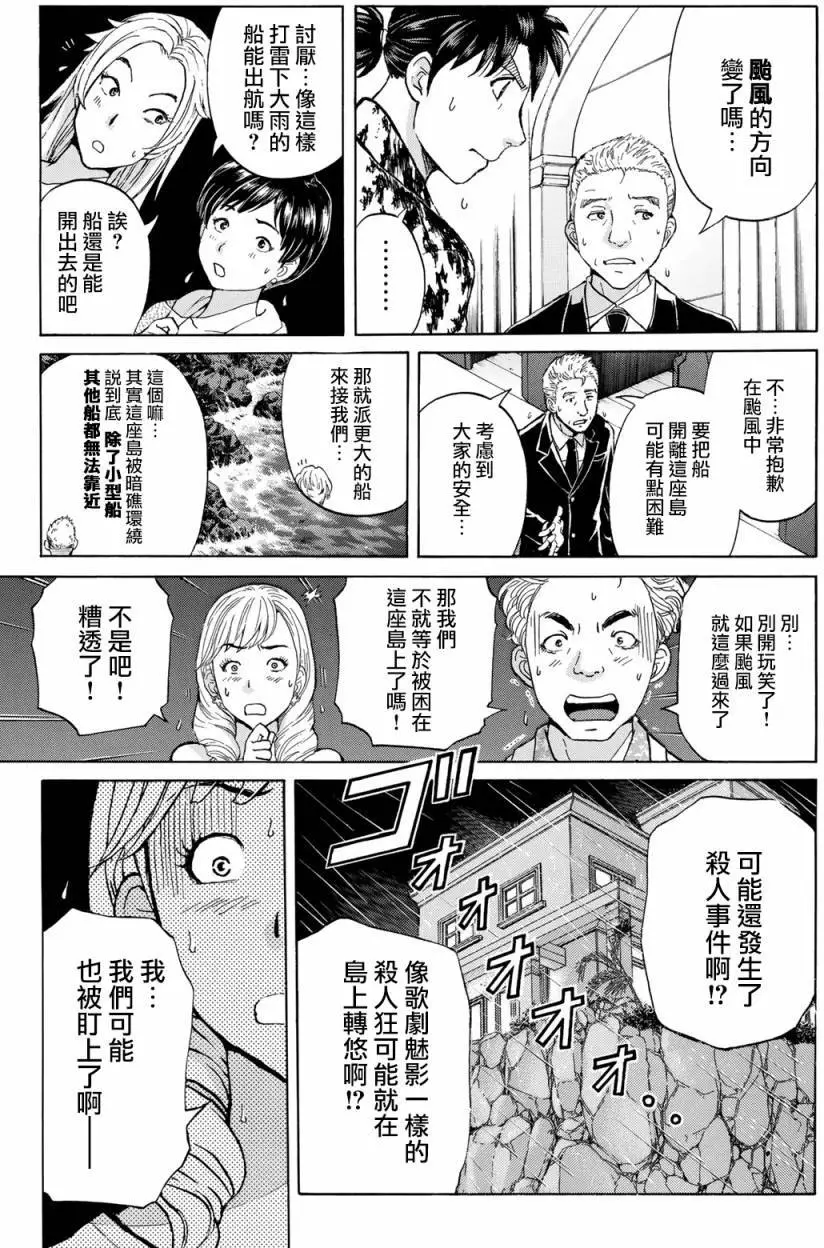 颱風的方向
變了嗎…
………
討厭…像這樣
打雷下大雨的
船能出航嗎？
誒？
船還是能
開出去的吧
不…非常抱歉
在颱風中
要把船
開離這座島
可能有點困難
考慮到
大家的安全…
那就派更大的船
來接我們…
這個嘛…
其實這座島被暗礁環繞
說到底 除了小型船
其他船都無法靠近
別…
別開玩笑了！
如果颱風
就這麼過來了
那我們
不就等於被困在
這座島上了嗎！
不是吧！
糟透了！
可能還發生了
殺人事件啊!?
ゴオオオオ。。
像歌劇魅影一樣的
殺人狂可能就在
島上轉悠啊!?
我…
我們可能
也被盯上了啊——